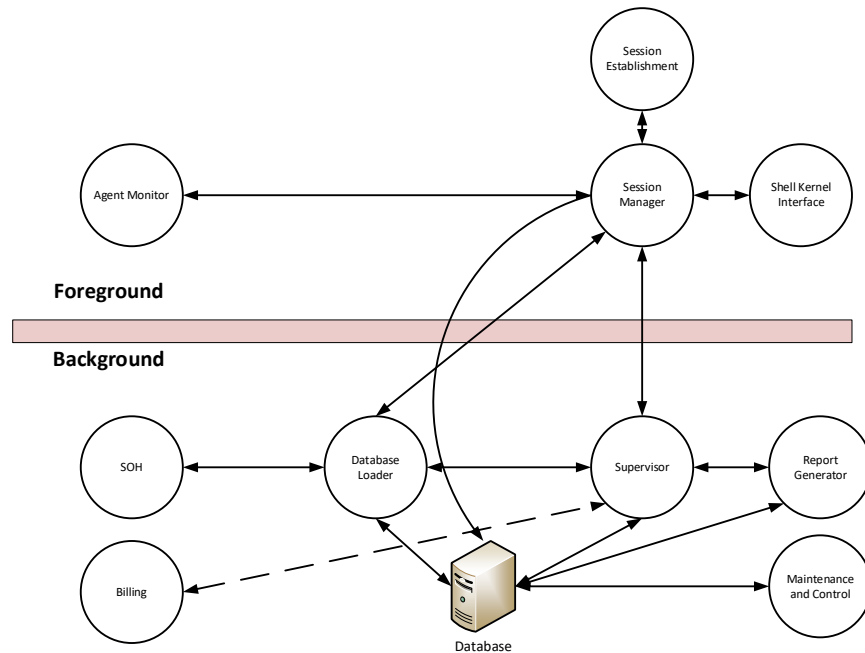 Session
Establishment
Agent Monitor
Session
Manager
Shell Kernel
Interface
Foreground
Background
SOH
Database
Loader
Supervisor
Report
Generator
Billing
Maintenance
and Control
Database